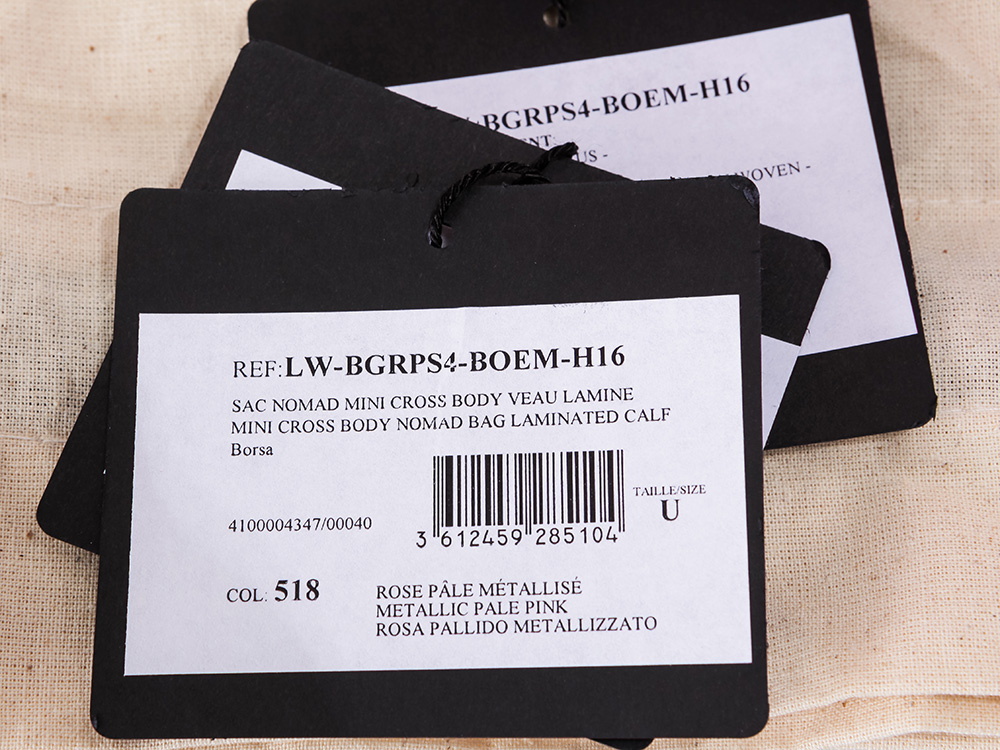 BGRPS4-BOEM-H16
US -
WOVEN -
REF:LW-BGRPS4-BOEM-H16
SAC NOMAD MINI CROSS BODY VEAU LAMINE
MINI CROSS BODY NOMAD BAG LAMINATED CALF
Borsa
TAILLE/SIZE
U
4100004347/00040
3 612459 285104
COL: 518
ROSE PÂLE MÉTALLISÉ
METALLIC PALE PINK
ROSA PALLIDO METALLIZZATO